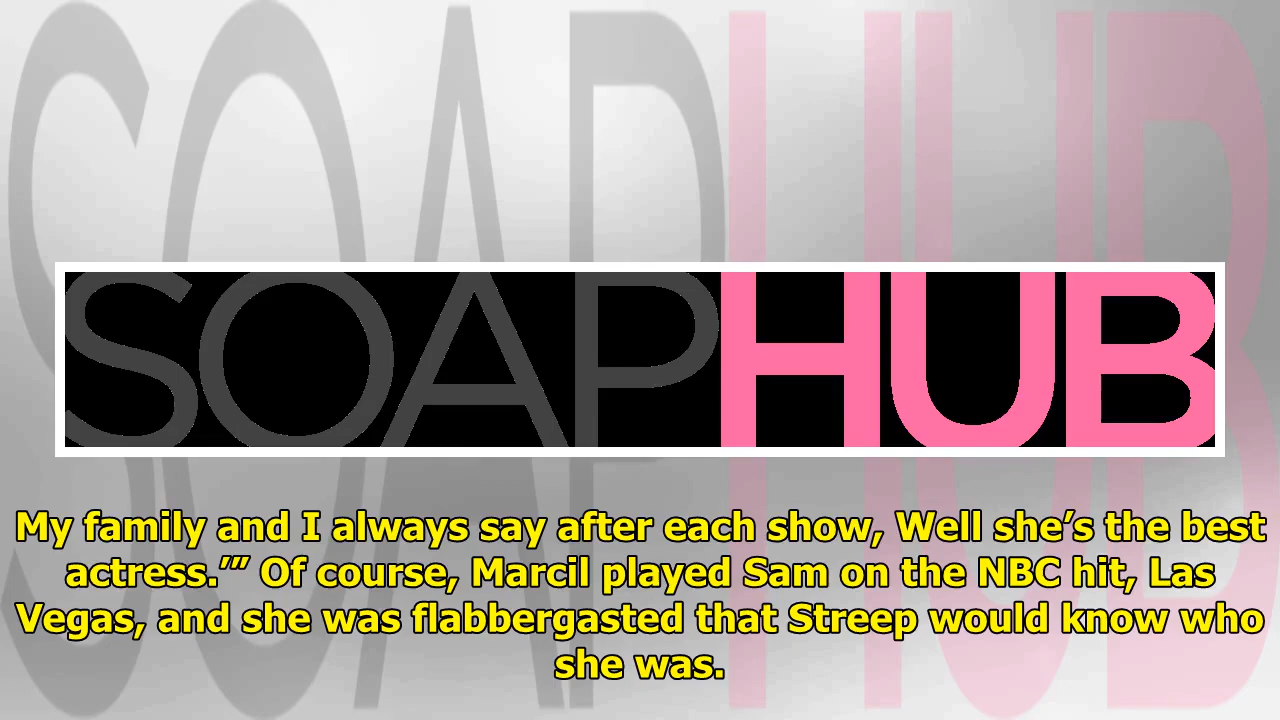 SOAPHUB
SOAPHUB
My family and I always say after each show, Well she’s the best
actress.’” Of course, Marcil played Sam on the NBC hit, Las
Vegas, and she was flabbergasted that Streep would know who
she was.